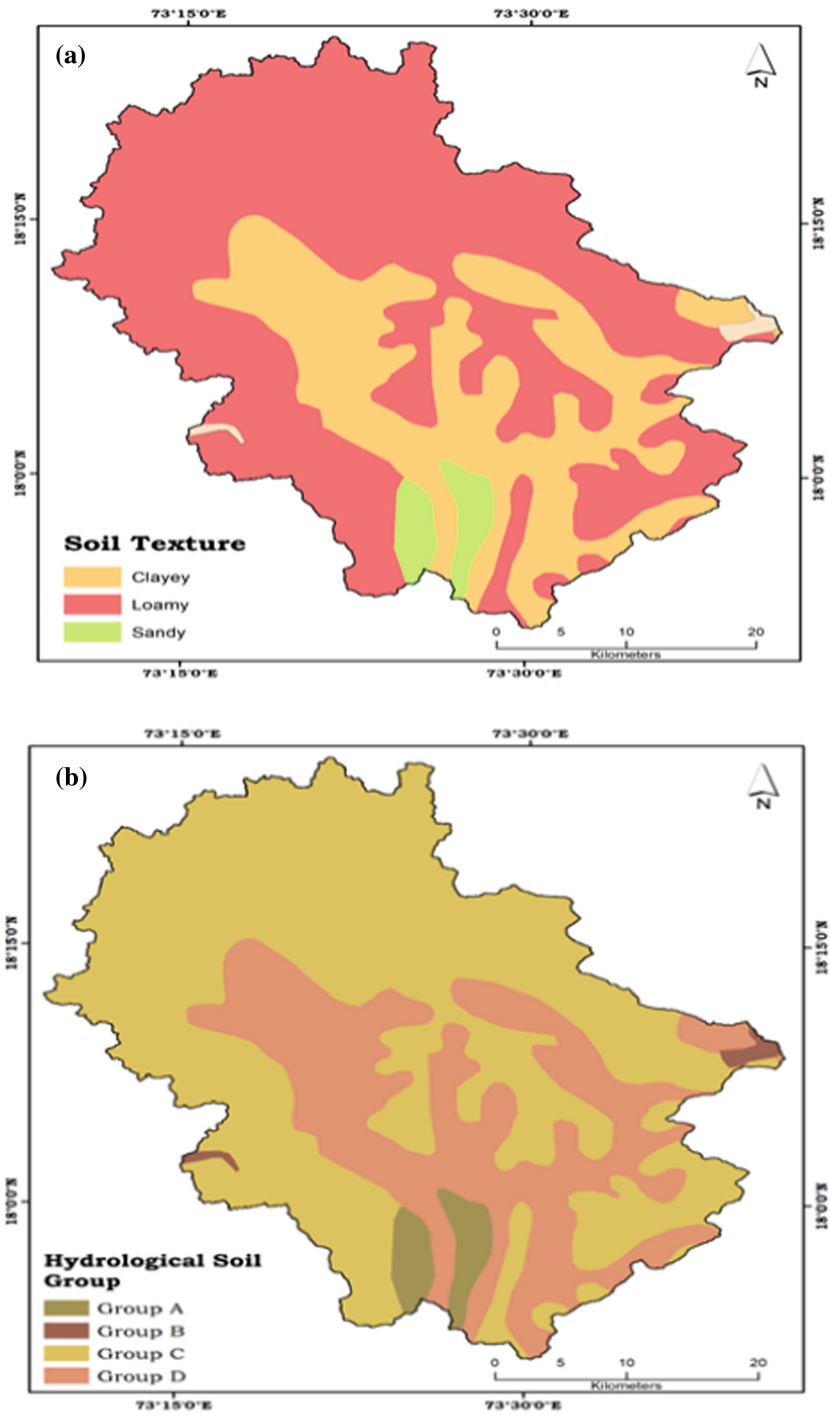 73°15'0"E 73°30'0"E
(a)
N
18°15'0"N 18°15'0"N
18°0'0"N 18°0'0"N
Soil Texture
Clayey
Loamy
Sandy
0 5 10 20
Kilometers
73°15'0"E 73°30'0"E
73°15'0"E 73°30'0"E
(b)
N
18°15'0"N 18°15'0"N
18°0'0"N 18°0'0"N
Hydrological Soil
Group
Group A
Group B
Group C
Group D
0 5 10 20
Kilometers
73°15'0"E 73°30'0"E